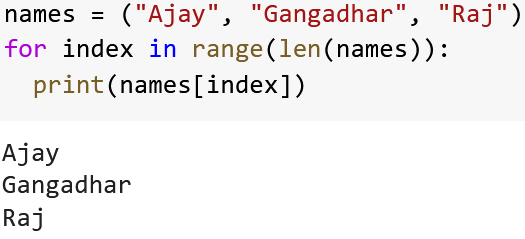 names = ("Ajay", "Gangadhar", "Raj")
for index in range(len(names)):
  print(names[index])
Ajay
Gangadhar
Raj